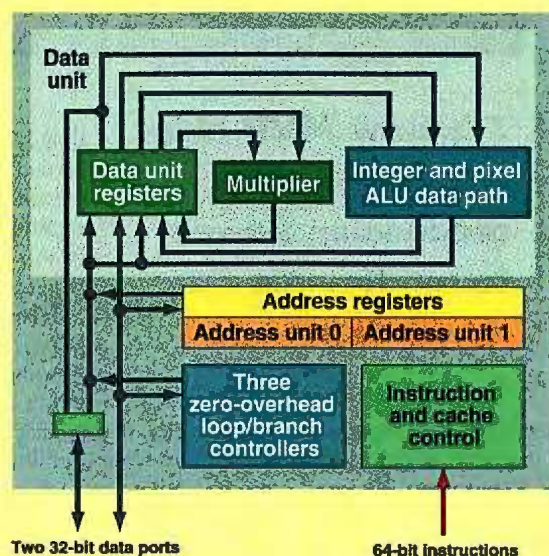 Data
unit
Data unit
registers
Multiplier
Integer and pixel
ALU data path
Address registers
Address unit 0
Address unit 1
Three
zero-overhead
loop/branch
controllers
Instruction
and cache
control
Two 32-bit data ports
64-bit instructions